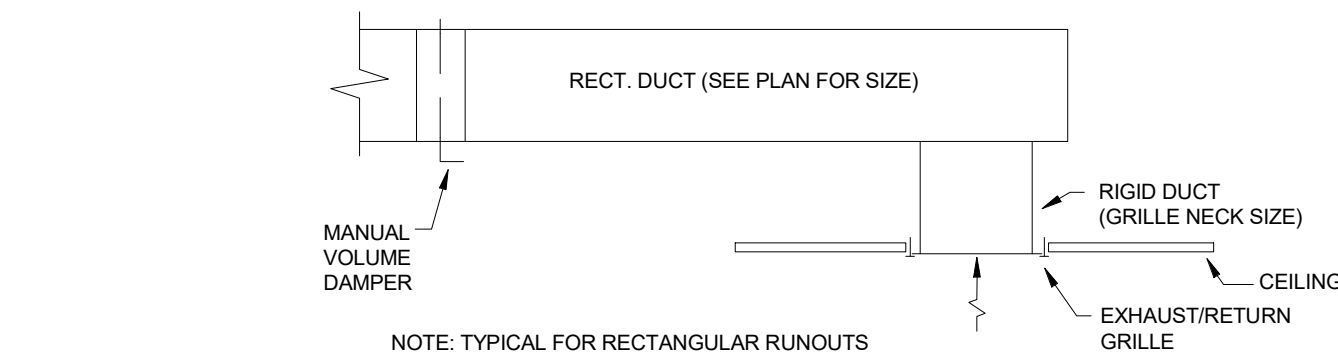 RECT. DUCT (SEE PLAN FOR SIZE)
RIGID DUCT
(GRILLE NECK SIZE)
MANUAL
VOLUME
DAMPER
CEILING
EXHAUST/RETURN
GRILLE
NOTE: TYPICAL FOR RECTANGULAR RUNOUTS